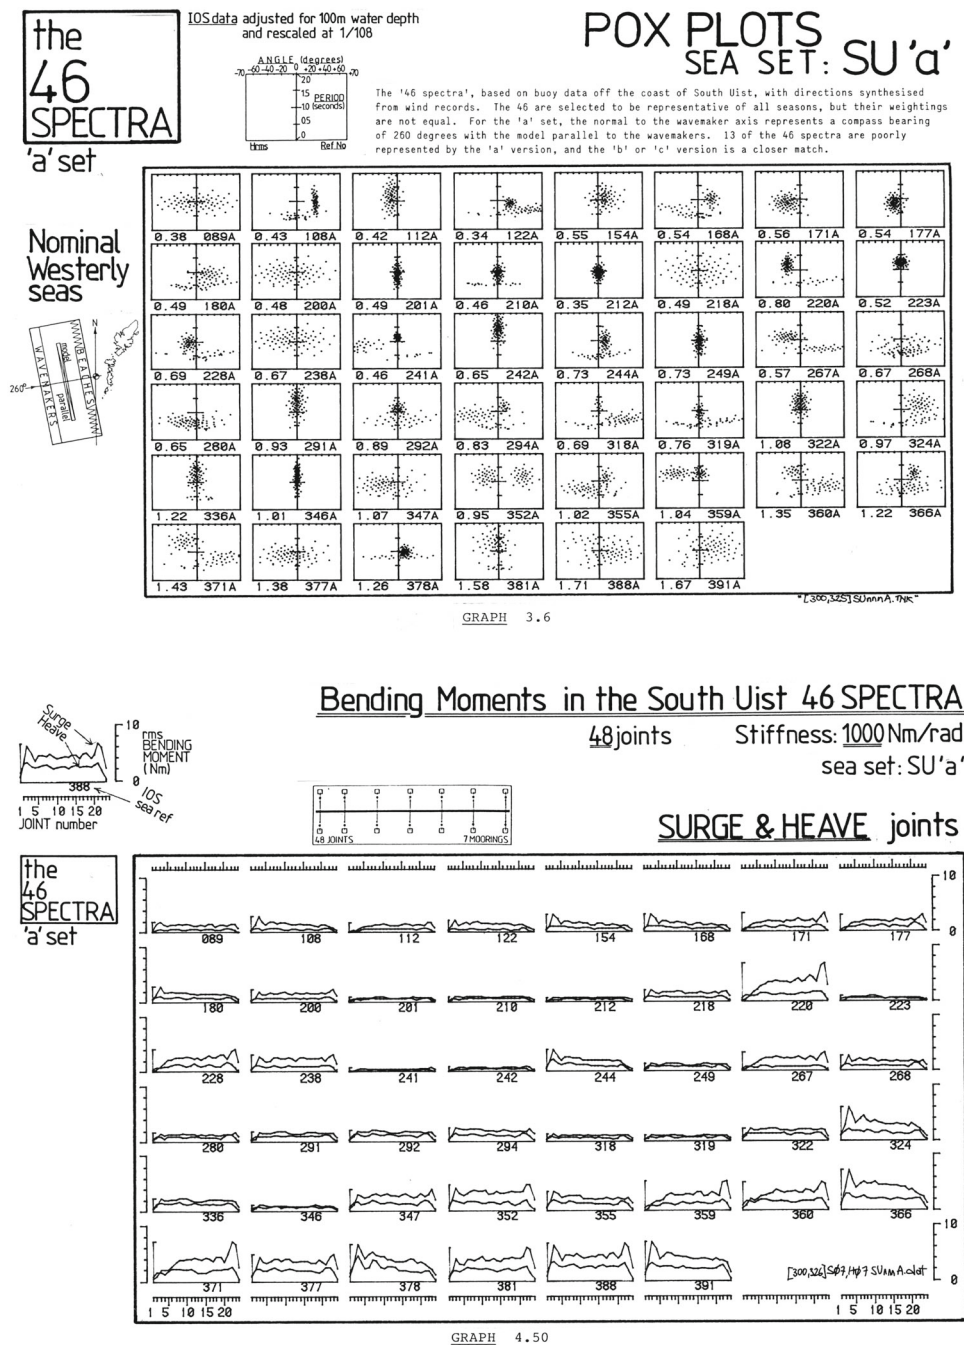 the
46
SPECTRA
'a' set
IOS data adjusted for 100m water depth
and rescaled at 1/108
ANGLE (degrees)
-70 -60 -40 -20 0 +20 +40 +60 +70
20
15
PERIOD
10 (seconds)
05
0
Hrms Ref.No
POX PLOTS
SEA SET: SU 'a'
The '46 spectra', based on buoy data off the coast of South Uist, with directions synthesised
from wind records. The 46 are selected to be representative of all seasons, but their weightings
are not equal. For the 'a' set, the normal to the wavemaker axis represents a compass bearing
of 260 degrees with the model parallel to the wavemakers. 13 of the 46 spectra are poorly
represented by the 'a' version, and the 'b' or 'c' version is a closer match.
Nominal
Westerly
seas
N
WAVEMAKERS
model
parallel
BEACHES
260°
0.38 089A 0.43 108A 0.42 112A 0.34 122A 0.55 154A 0.54 168A 0.56 171A 0.54 177A
0.49 180A 0.48 200A 0.49 201A 0.46 210A 0.35 212A 0.49 218A 0.80 220A 0.52 223A
0.69 228A 0.67 238A 0.46 241A 0.65 242A 0.73 244A 0.73 249A 0.57 267A 0.67 268A
0.65 280A 0.93 291A 0.89 292A 0.83 294A 0.69 318A 0.76 319A 1.08 322A 0.97 324A
1.22 336A 1.01 346A 1.07 347A 0.95 352A 1.02 355A 1.04 359A 1.35 360A 1.22 366A
1.43 371A 1.38 377A 1.26 378A 1.58 381A 1.71 388A 1.67 391A
"[300,325]SUnnnA.TNK"
GRAPH 3.6
Bending Moments in the South Uist 46 SPECTRA
48 joints Stiffness: 1000 Nm/rad
sea set: SU 'a'
SURGE & HEAVE joints
Surge
Heave
10
rms
BENDING
MOMENT
(Nm)
0
388
IOS
sea ref
1 5 10 15 20
JOINT number
48 JOINTS 7 MOORINGS
the
46
SPECTRA
'a' set
10
089 108 112 122 154 168 171 177 0
180 200 201 210 212 218 220 223
228 238 241 242 244 249 267 268
280 291 292 294 318 319 322 324
336 346 347 352 355 359 360 366
10
371 377 378 381 388 391 0
1 5 10 15 20 1 5 10 15 20
GRAPH 4.50